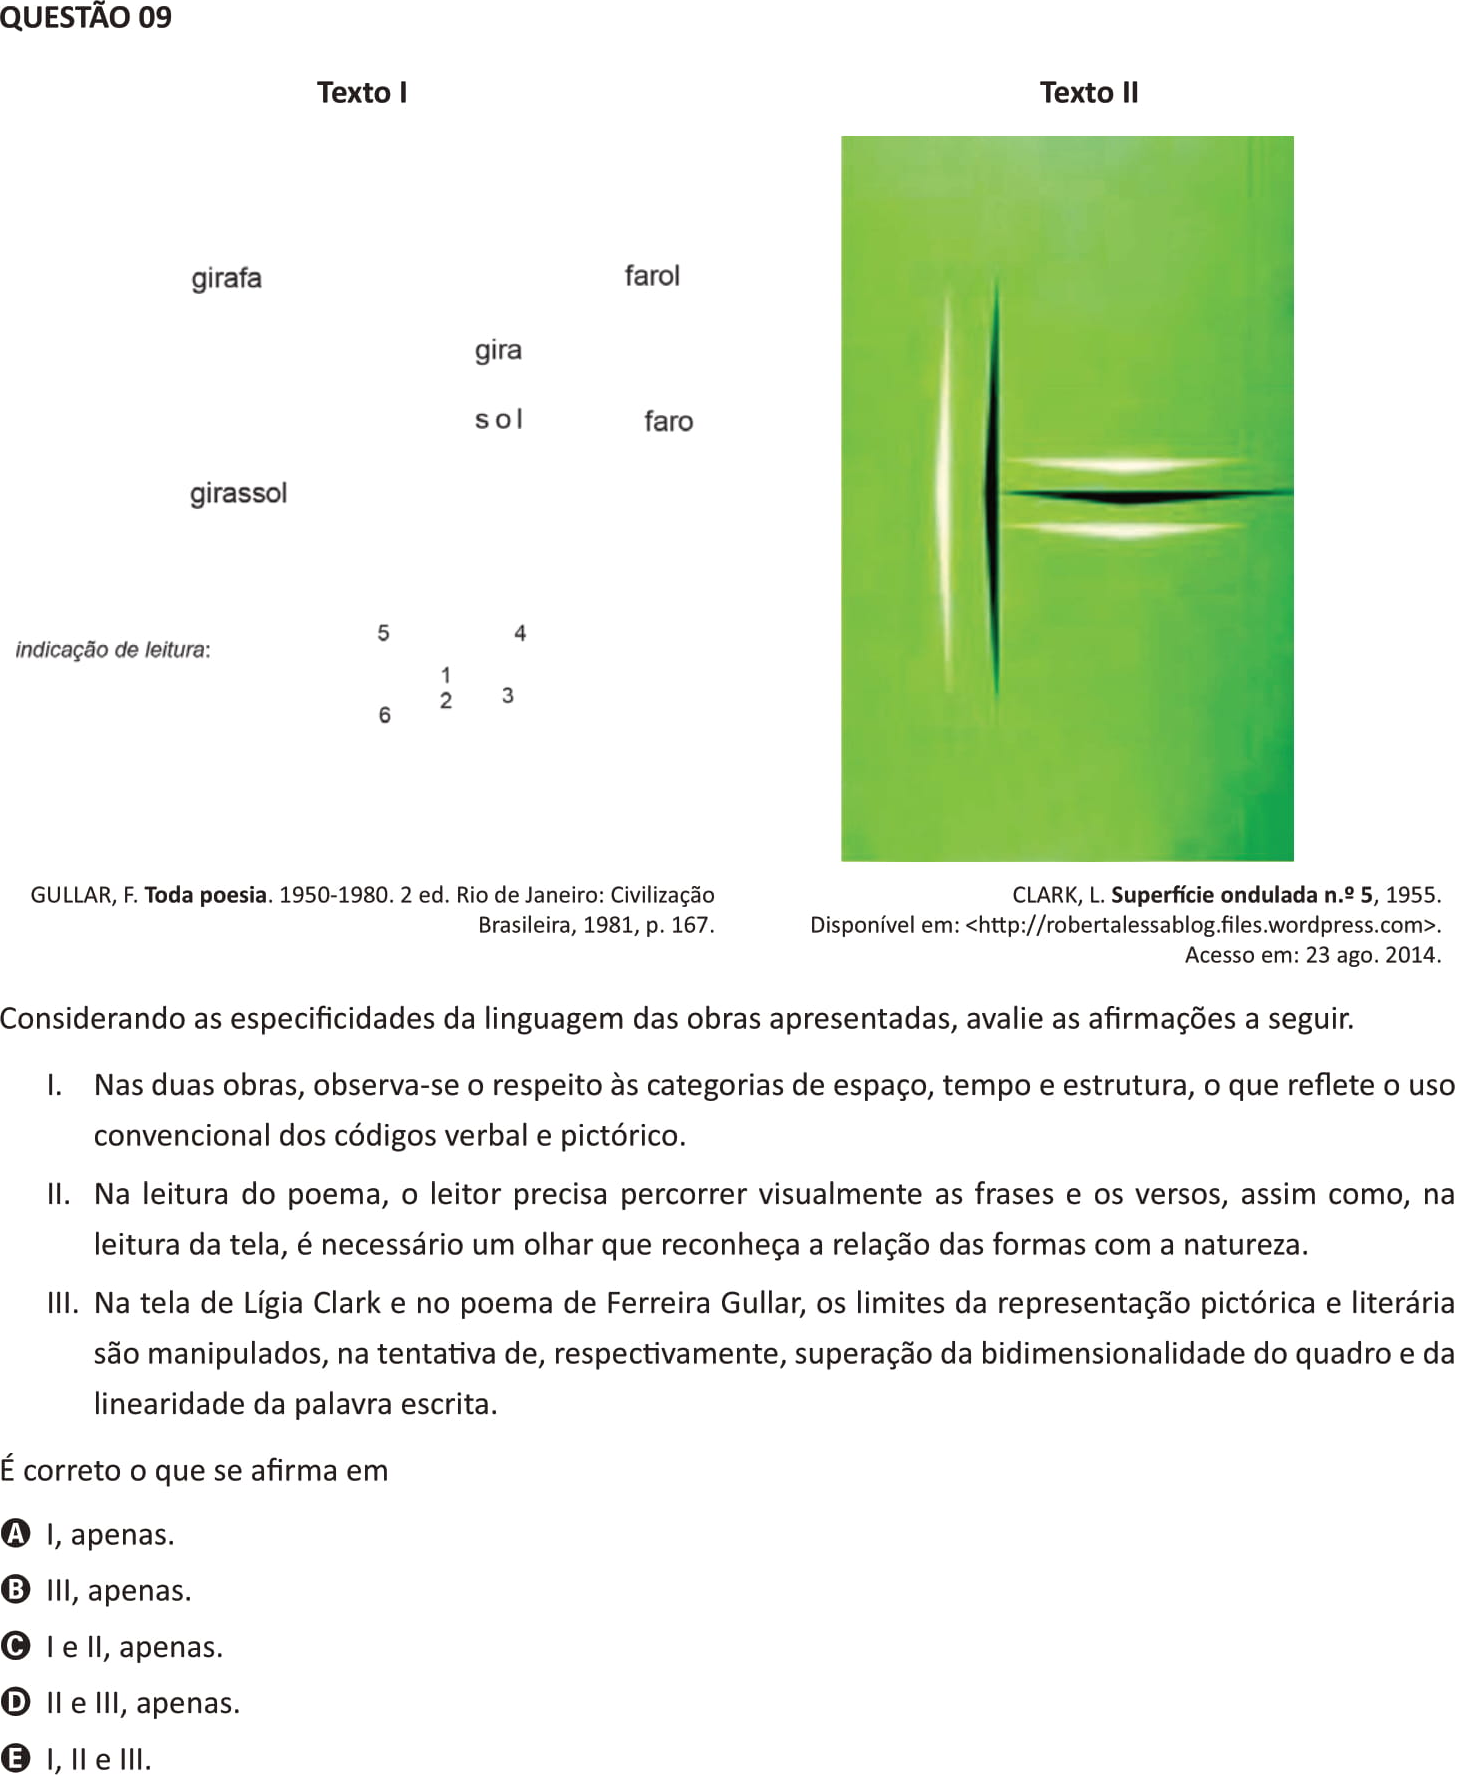 QUESTÃO 09
Texto I
girafa
farol
gira
s o l
faro
girassol
indicação de leitura:
5
4
1
2
3
6
GULLAR, F. Toda poesia. 1950-1980. 2 ed. Rio de Janeiro: Civilização
Brasileira, 1981, p. 167.
Texto II
CLARK, L. Superfície ondulada n.º 5, 1955.
Disponível em: <http://robertalessablog.files.wordpress.com>.
Acesso em: 23 ago. 2014.
Considerando as especificidades da linguagem das obras apresentadas, avalie as afirmações a seguir.
I. Nas duas obras, observa-se o respeito às categorias de espaço, tempo e estrutura, o que reflete o uso
convencional dos códigos verbal e pictórico.
II. Na leitura do poema, o leitor precisa percorrer visualmente as frases e os versos, assim como, na
leitura da tela, é necessário um olhar que reconheça a relação das formas com a natureza.
III. Na tela de Lígia Clark e no poema de Ferreira Gullar, os limites da representação pictórica e literária
são manipulados, na tentativa de, respectivamente, superação da bidimensionalidade do quadro e da
linearidade da palavra escrita.
É correto o que se afirma em
A I, apenas.
B III, apenas.
C I e II, apenas.
D II e III, apenas.
E I, II e III.